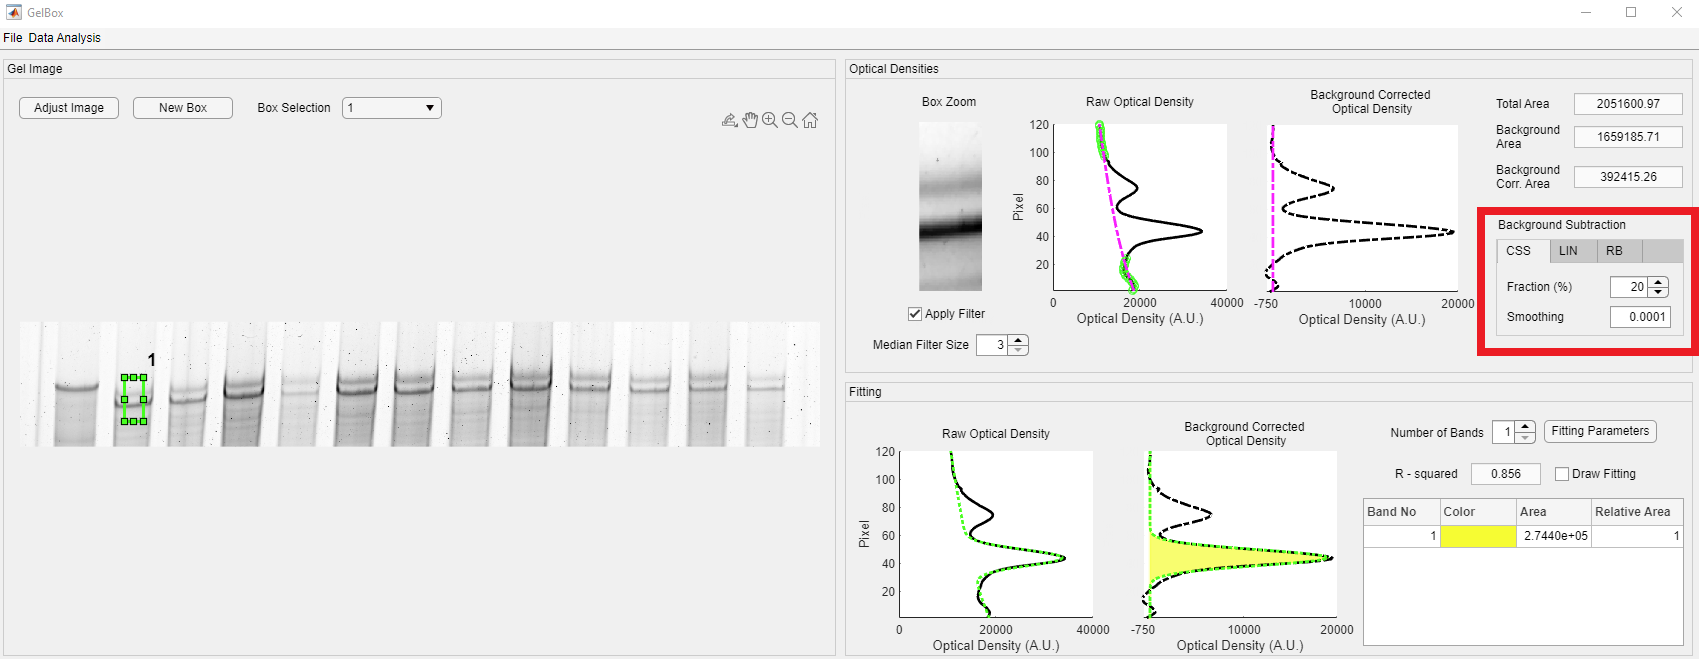 GelBox
File Data Analysis
Gel Image
Adjust Image
New Box
Box Selection
1
1
Optical Densities
Box Zoom
Apply Filter
Median Filter Size
3
Raw Optical Density
120
100
80
60
40
20
Pixel
0
20000
40000
Optical Density (A.U.)
Background Corrected
Optical Density
-750
10000
20000
Optical Density (A.U.)
Total Area
2051600.97
Background
Area
1659185.71
Background
Corr. Area
392415.26
Background Subtraction
CSS LIN RB
Fraction (%)
20
Smoothing
0.0001
Fitting
Raw Optical Density
120
100
80
60
40
20
Pixel
0
20000
40000
Optical Density (A.U.)
Background Corrected
Optical Density
-750
10000
20000
Optical Density (A.U.)
Number of Bands
1
Fitting Parameters
R - squared
0.856
Draw Fitting
Band No Color Area Relative Area
1 2.7440e+05 1